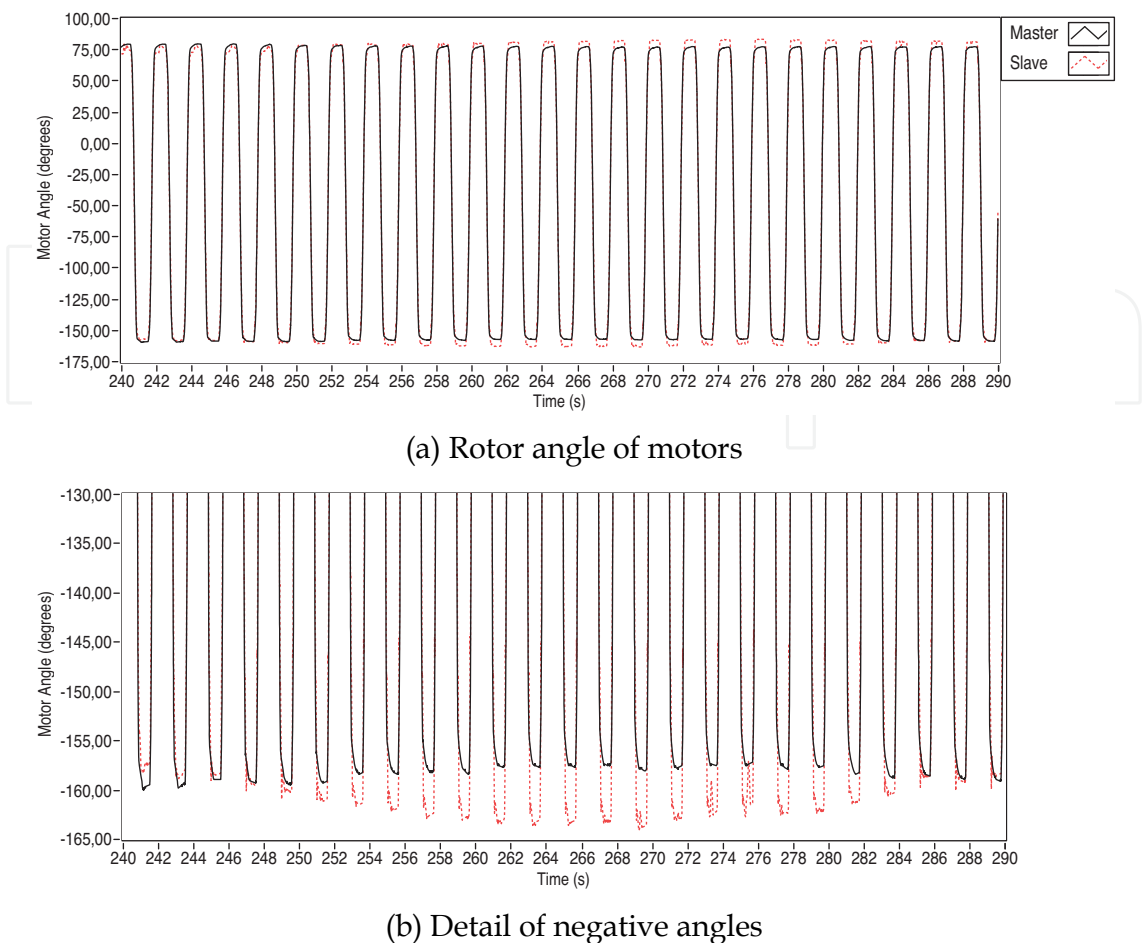 100,00
75,00
50,00
25,00
0,00
-25,00
-50,00
-75,00
-100,00
-125,00
-150,00
-175,00
Motor Angle (degrees)
240 242 244 246 248 250 252 254 256 258 260 262 264 266 268 270 272 274 276 278 280 282 284 286 288 290
Time (s)
Master
Slave
(a) Rotor angle of motors
-130,00
-135,00
-140,00
-145,00
-150,00
-155,00
-160,00
-165,00
Motor Angle (degrees)
240 242 244 246 248 250 252 254 256 258 260 262 264 266 268 270 272 274 276 278 280 282 284 286 288 290
Time (s)
(b) Detail of negative angles